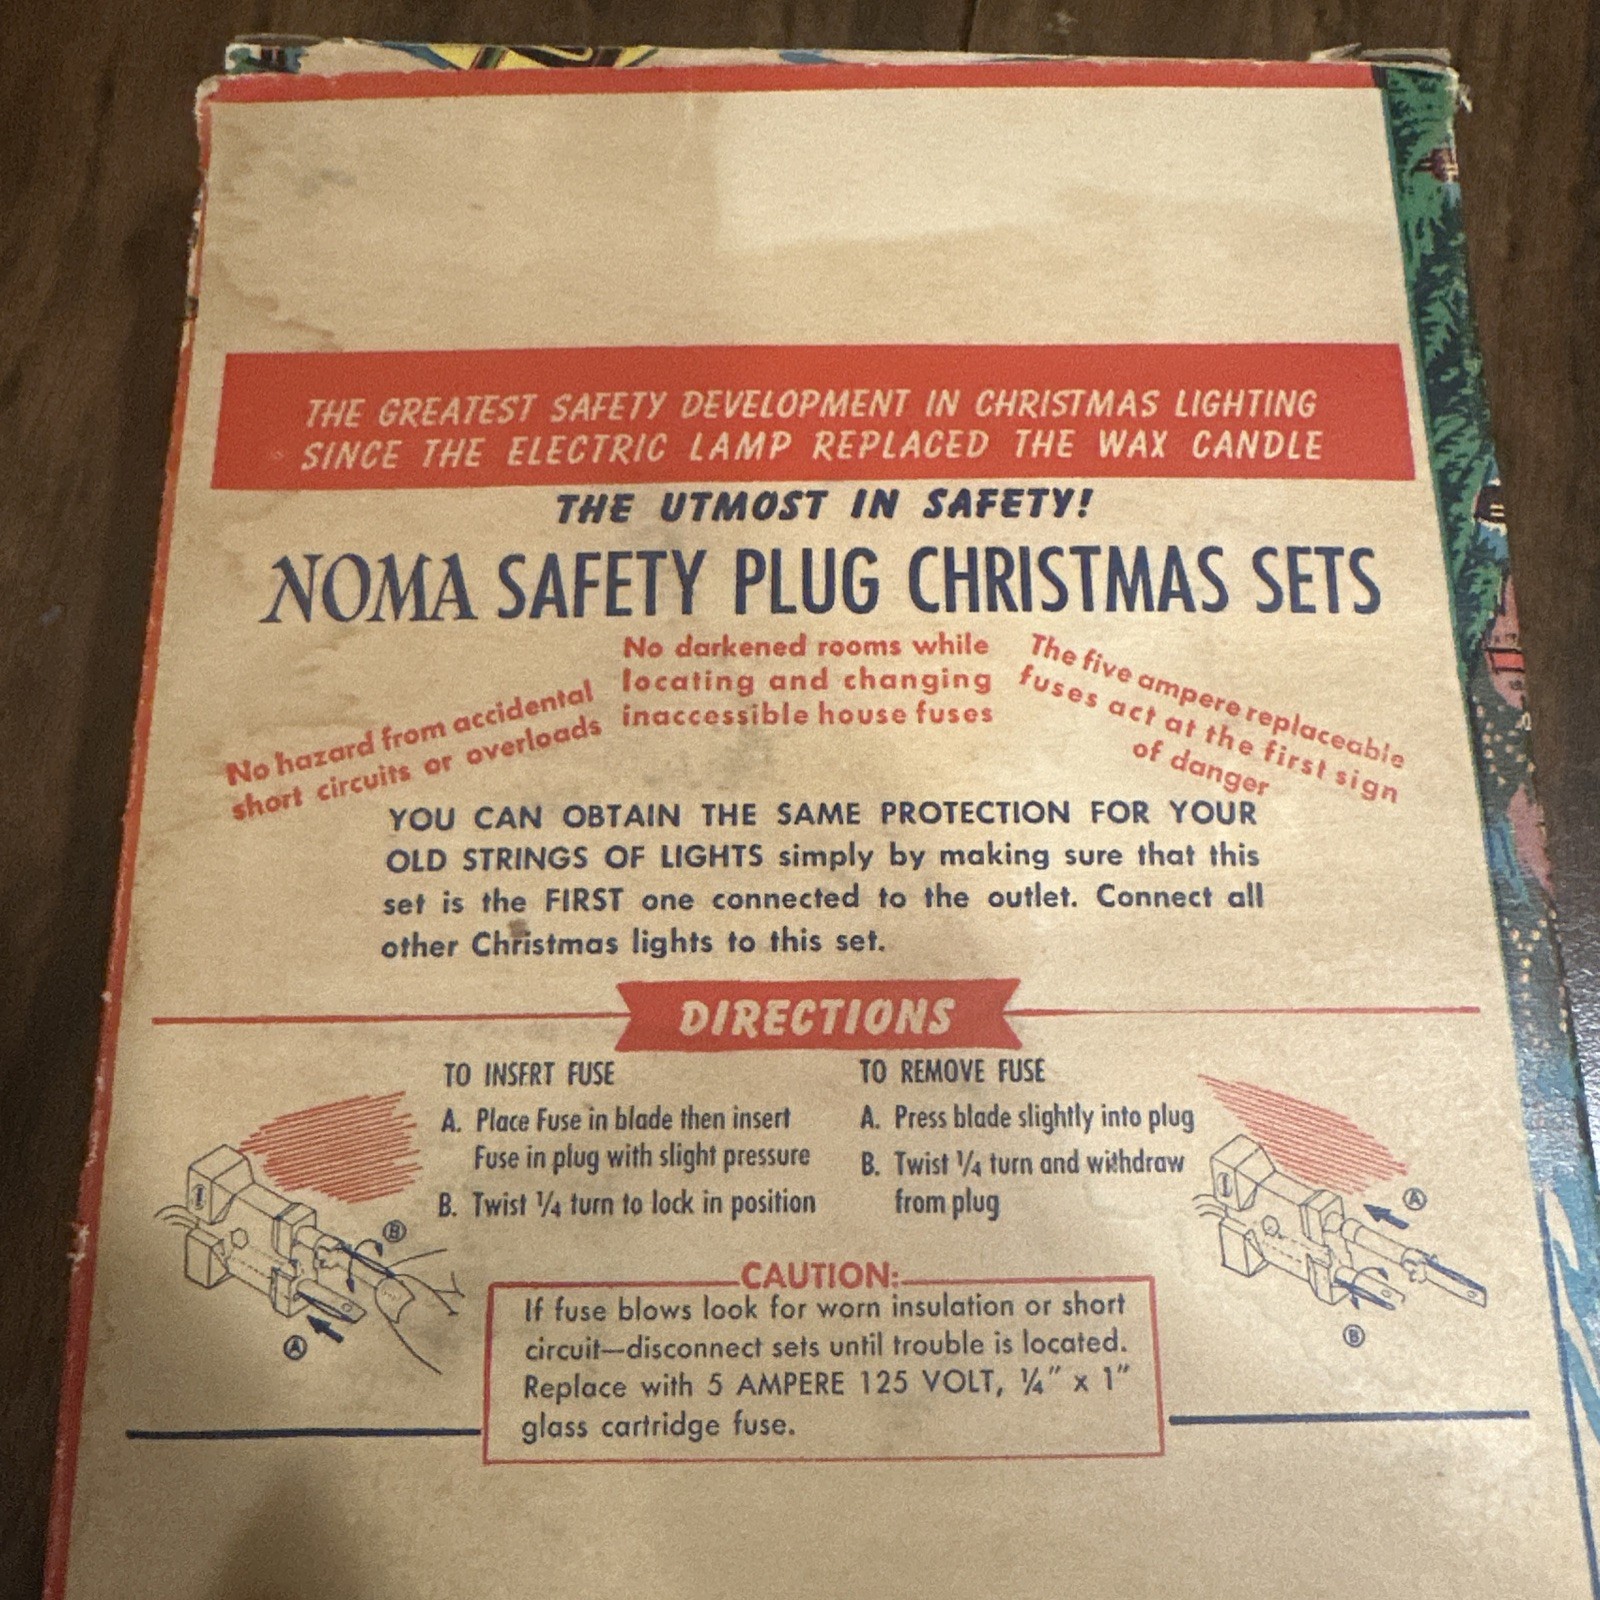 THE GREATEST SAFETY DEVELOPMENT IN CHRISTMAS LIGHTING
SINCE THE ELECTRIC LAMP REPLACED THE WAX CANDLE
THE UTMOST IN SAFETY!
NOMA SAFETY PLUG CHRISTMAS SETS
No hazard from accidental
short circuits or overloads
No darkened rooms while
locating and changing
inaccessible house fuses
The five ampere replaceable
fuses act at the first sign
of danger
YOU CAN OBTAIN THE SAME PROTECTION FOR YOUR
OLD STRINGS OF LIGHTS simply by making sure that this
set is the FIRST one connected to the outlet. Connect all
other Christmas lights to this set.
DIRECTIONS
TO INSERT FUSE
A. Place Fuse in blade then insert
Fuse in plug with slight pressure
B. Twist ¼ turn to lock in position
B
A
TO REMOVE FUSE
A. Press blade slightly into plug
B. Twist ¼ turn and withdraw
from plug
A
B
CAUTION:
If fuse blows look for worn insulation or short
circuit—disconnect sets until trouble is located.
Replace with 5 AMPERE 125 VOLT, ¼" x 1"
glass cartridge fuse.